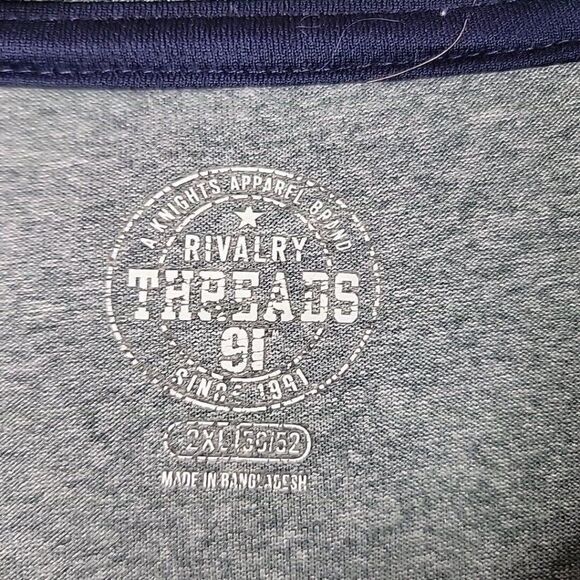 A KNIGHTS APPAREL BRAND
RIVALRY
THREADS
91
SINCE 1991
2XL
MADE IN BANGLADESH